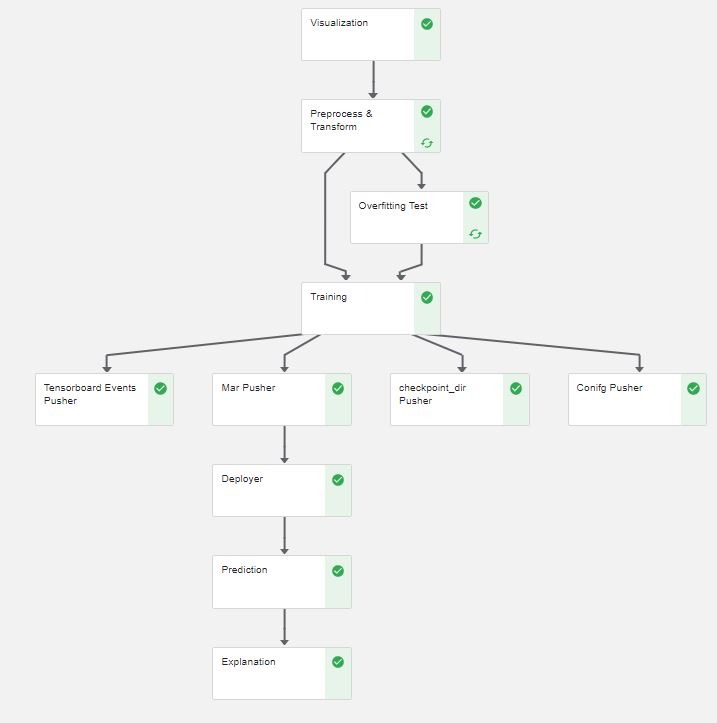 Visualization
Preprocess &
Transform
Overfitting Test
Training
Tensorboard Events
Pusher
Mar Pusher
checkpoint_dir
Pusher
Conifg Pusher
Deployer
Prediction
Explanation